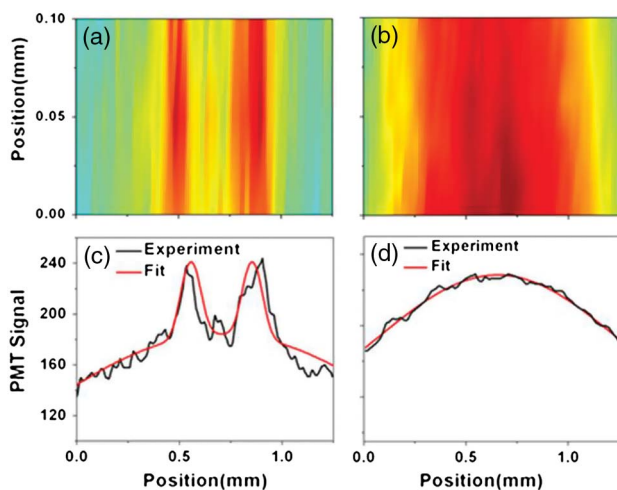 (a)
(b)
Position(mm)
0.10
0.05
0.00
(c)
Experiment
Fit
(d)
Experiment
Fit
PMT Signal
240
200
160
120
80
0.0 0.5 1.0
0.0 0.5 1.0
Position(mm)
Position(mm)